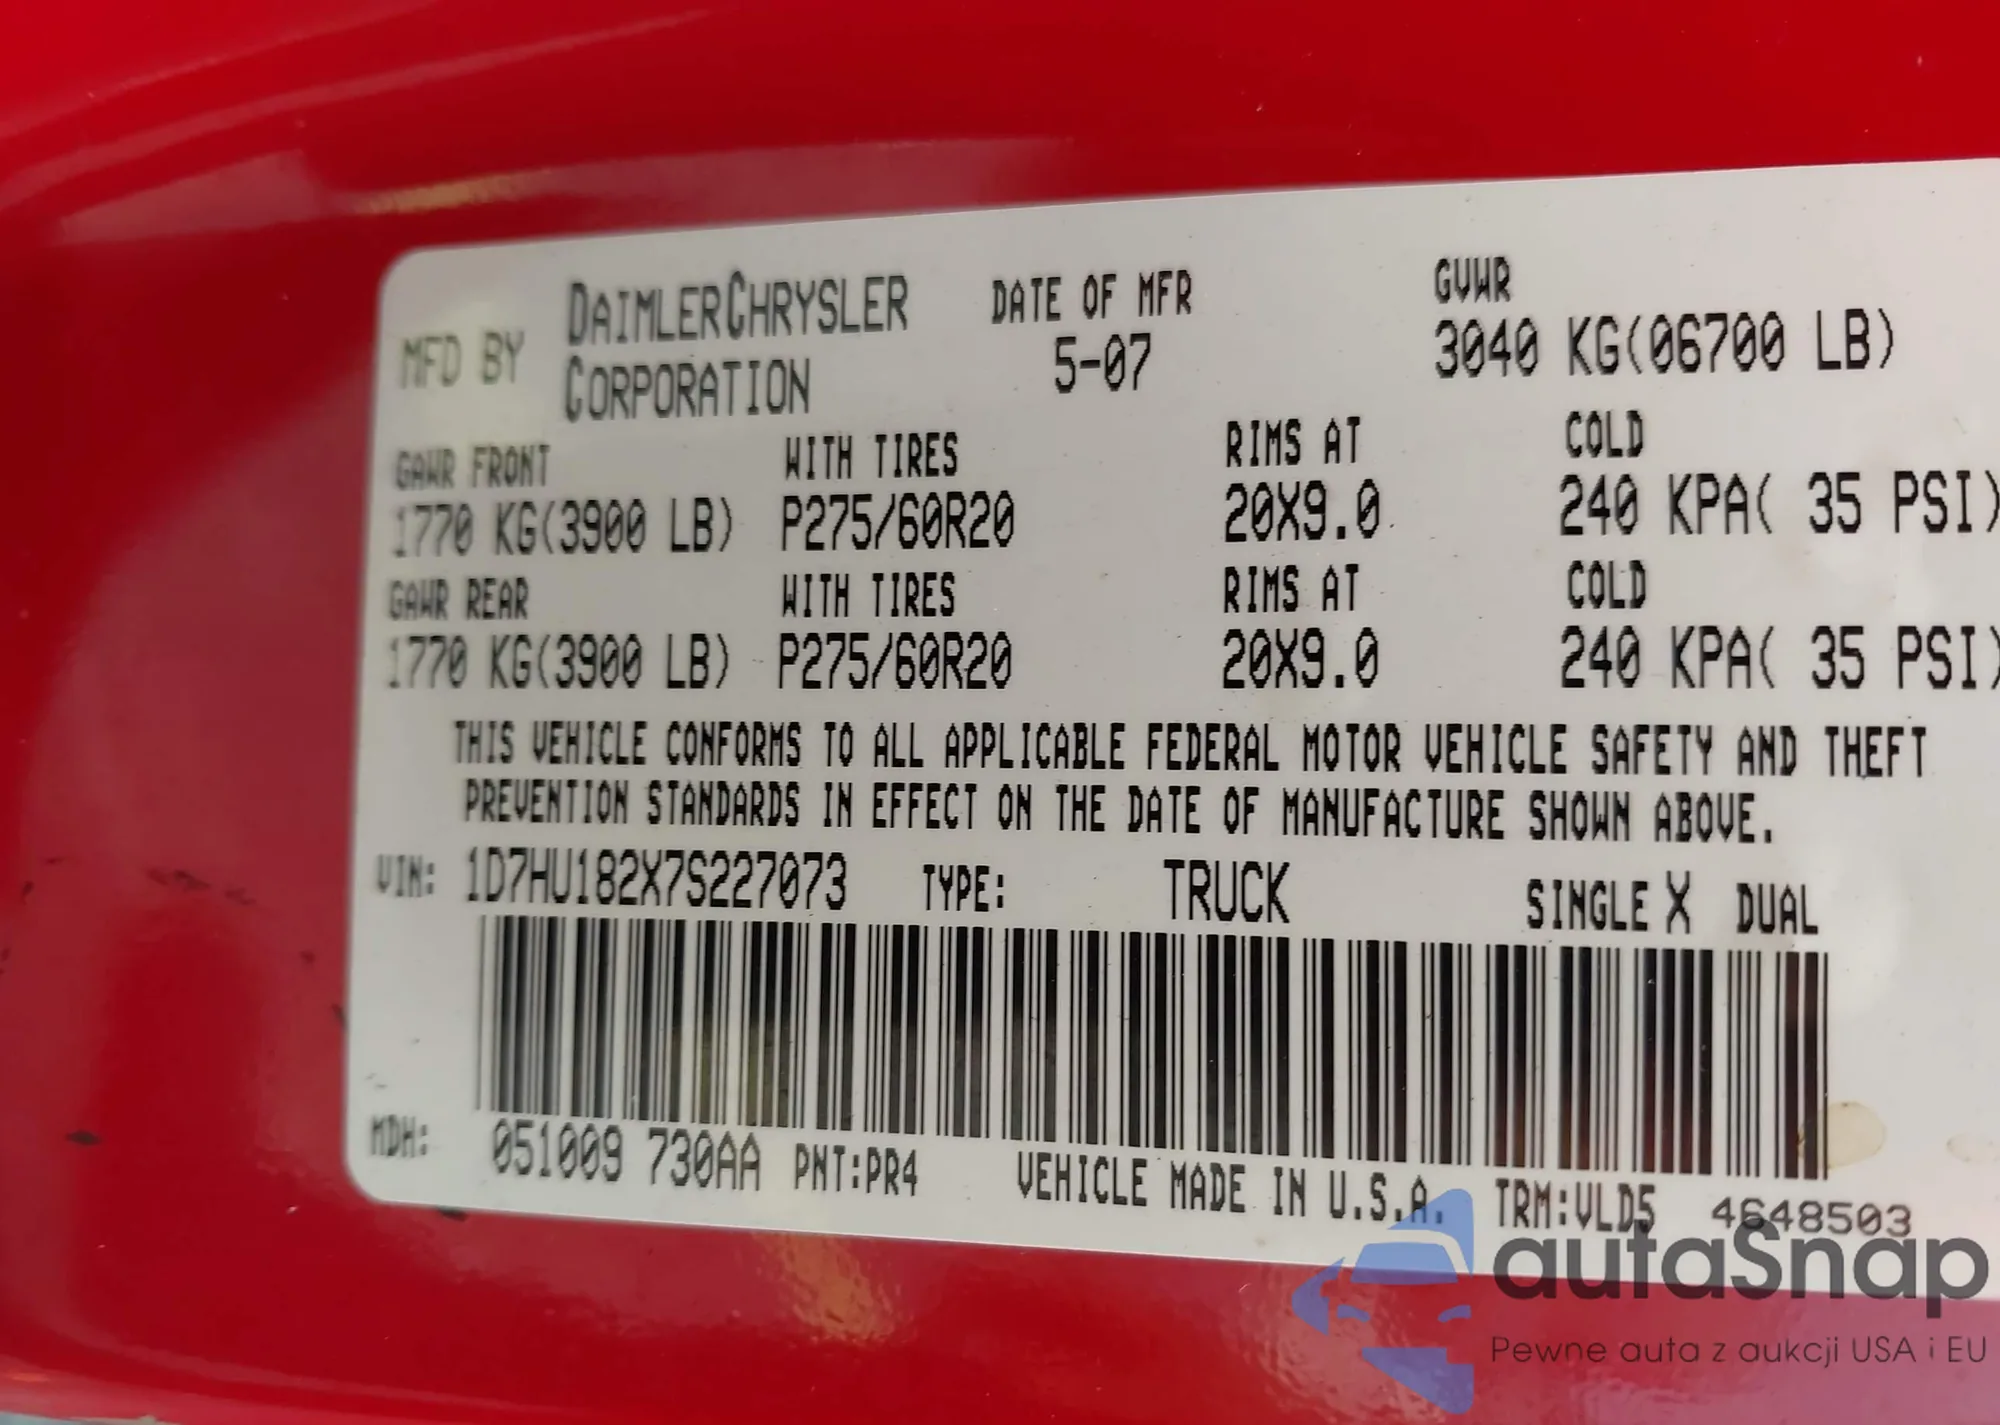 MFD BY DAIMLERCHRYSLER CORPORATION DATE OF MFR 5-07 GVWR 3040 KG(06700 LB)
GAWR FRONT WITH TIRES RIMS AT COLD
1770 KG(3900 LB) P275/60R20 20X9.0 240 KPA( 35 PSI)
GAWR REAR WITH TIRES RIMS AT COLD
1770 KG(3900 LB) P275/60R20 20X9.0 240 KPA( 35 PSI)
THIS VEHICLE CONFORMS TO ALL APPLICABLE FEDERAL MOTOR VEHICLE SAFETY AND THEFT
PREVENTION STANDARDS IN EFFECT ON THE DATE OF MANUFACTURE SHOWN ABOVE.
VIN: 1D7HU182X7S227073 TYPE: TRUCK SINGLE X DUAL
MDH: 051009 730AA PNT:PR4 VEHICLE MADE IN U.S.A. TRM:VLD5 4648503
autaSnap
Pewne auta z aukcji USA i EU